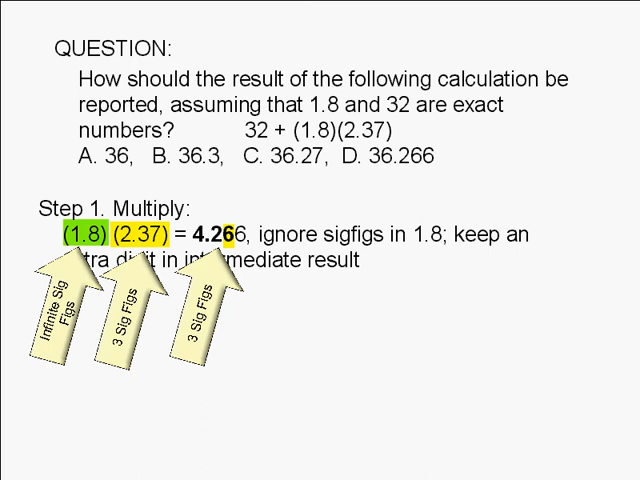 QUESTION:
How should the result of the following calculation be
reported, assuming that 1.8 and 32 are exact
numbers? 32 + (1.8)(2.37)
A. 36, B. 36.3, C. 36.27, D. 36.266
Step 1. Multiply:
(1.8) (2.37) = 4.266, ignore sigfigs in 1.8; keep an
result
Infinite Sig
Figs
3 Sig Figs
3 Sig Figs